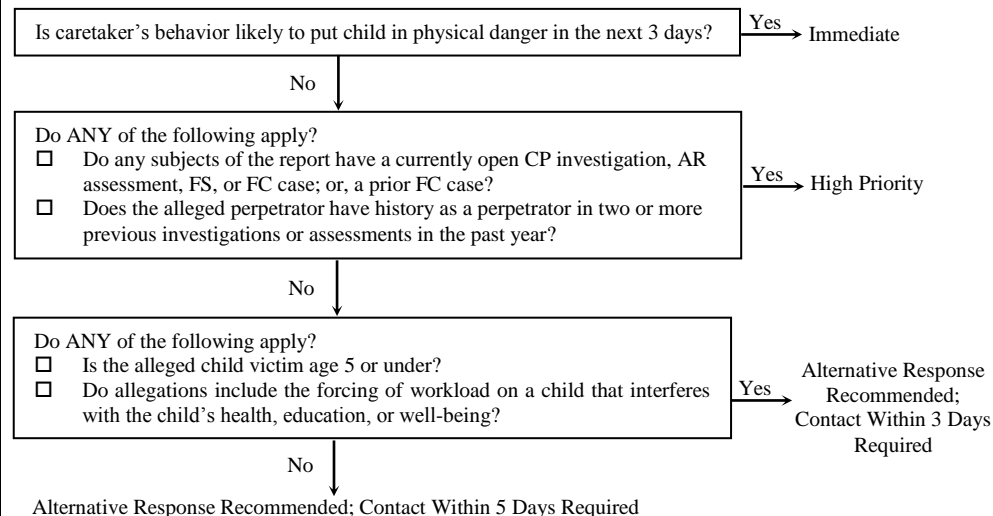 Is caretaker’s behavior likely to put child in physical danger in the next 3 days?
Yes
Immediate
No
Do ANY of the following apply?
☐ Do any subjects of the report have a currently open CP investigation, AR
assessment, FS, or FC case; or, a prior FC case?
☐ Does the alleged perpetrator have history as a perpetrator in two or more
previous investigations or assessments in the past year?
Yes
High Priority
No
Do ANY of the following apply?
☐ Is the alleged child victim age 5 or under?
☐ Do allegations include the forcing of workload on a child that interferes
with the child’s health, education, or well-being?
Yes
Alternative Response
Recommended;
Contact Within 3 Days
Required
No
Alternative Response Recommended; Contact Within 5 Days Required